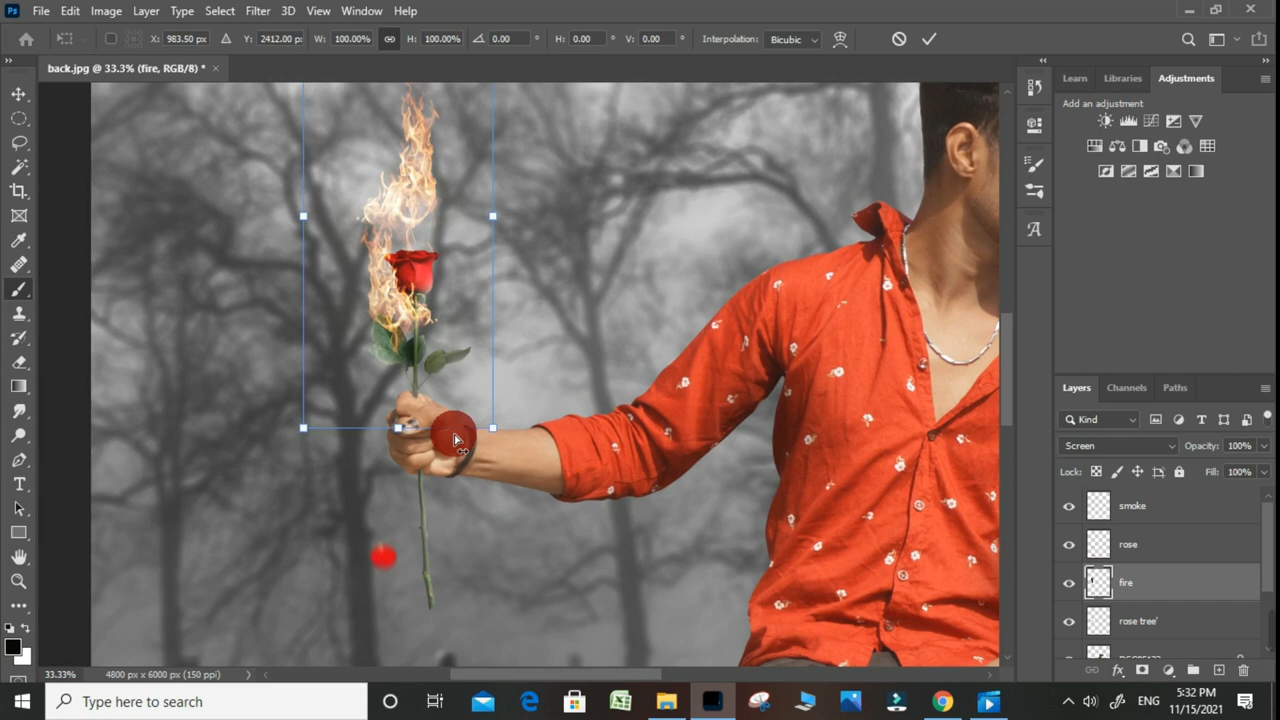 Ps File Edit Image Layer Type Select Filter 3D View Window Help
X: 983.50 px Y: 2412.00 p: W: 100.00% H: 100.00% 0.00 ° H: 0.00 ° V: 0.00 ° Interpolation: Bicubic
back.jpg @ 33.3% (fire, RGB/8) * ×
Learn Libraries Adjustments
Add an adjustment
A
Layers Channels Paths
Kind
Screen Opacity: 100%
Lock: Fill: 100%
smoke
rose
fire
rose tree'
33.33% 4800 px x 6000 px (150 ppi)
Type here to search
ENG
5:32 PM
11/15/2021